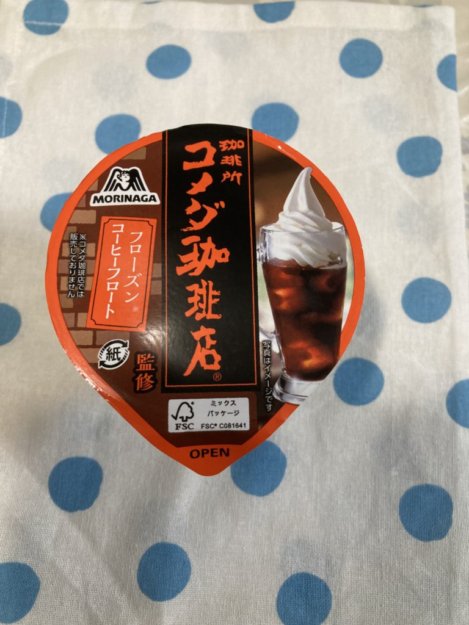 珈琲所
コメダ珈琲店®
MORINAGA
フローズン
コーヒーフロート
※コメダ珈琲店では
販売しておりません
紙
監修
写真はイメージです
ミックス
パッケージ
FSC
FSC® C081641
OPEN